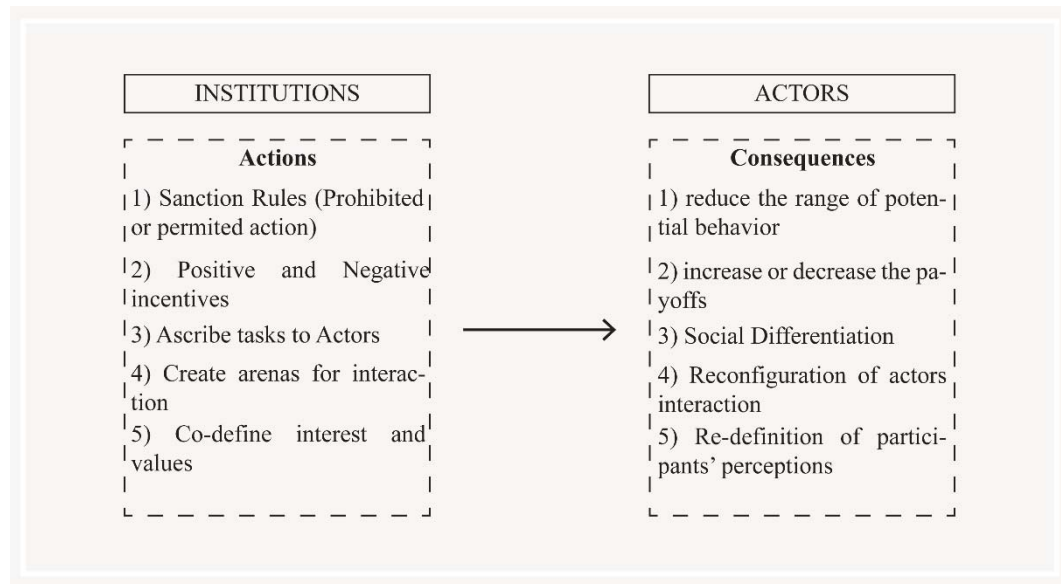 INSTITUTIONS
Actions
1) Sanction Rules (Prohibited
or permited action)
2) Positive and Negative
incentives
3) Ascribe tasks to Actors
4) Create arenas for interac-
tion
5) Co-define interest and
values
ACTORS
Consequences
1) reduce the range of poten-
tial behavior
2) increase or decrease the pa-
yoffs
3) Social Differentiation
4) Reconfiguration of actors
interaction
5) Re-definition of partici-
pants’ perceptions